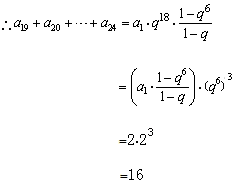 ∴a₁₉ + a₂₀ + ⋯ + a₂₄ = a₁·q¹⁸·(1-q⁶)/(1-q)
=(a₁·(1-q⁶)/(1-q))·(q⁶)³
=2·2³
=16